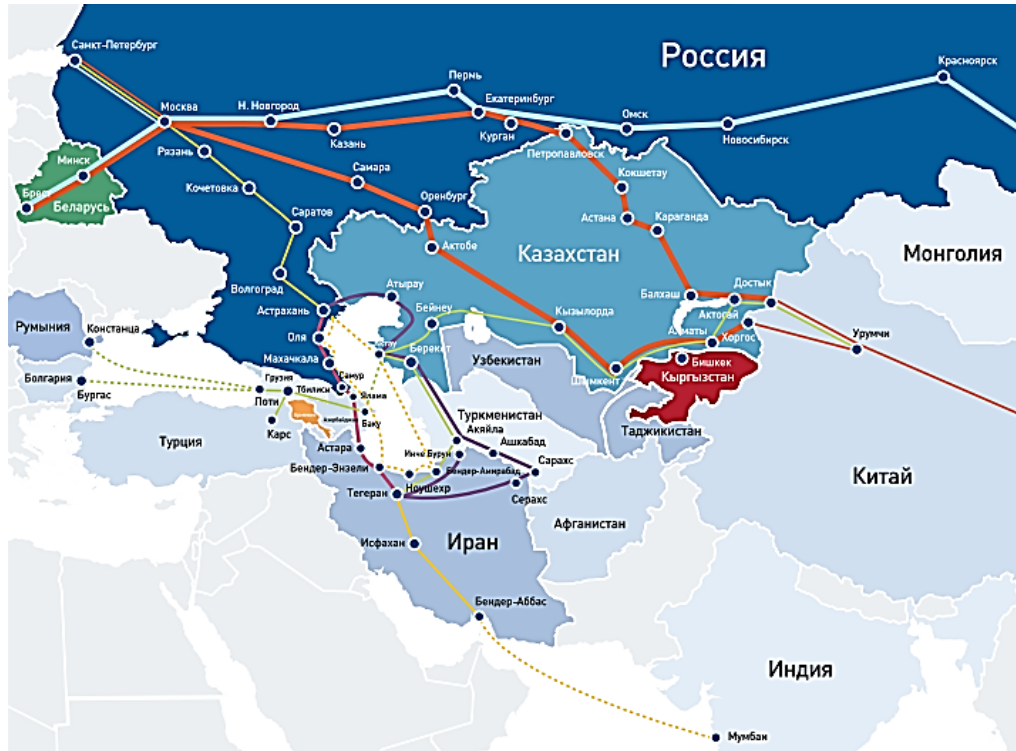 Санкт-Петербург
Россия
Красноярск
Пермь
Москва
Н. Новгород
Екатеринбург
Омск
Новосибирск
Казань
Курган
Рязань
Минск
Петропавловск
Самара
Кокшетау
Кочетовка
Брест
Беларусь
Оренбург
Астана
Караганда
Саратов
Актобе
Казахстан
Монголия
Волгоград
Атырау
Балхаш
Достык
Астрахань
Бейнеу
Актогай
Румыния
Констанца
Оля
Кызылорда
Алматы
Хоргос
Урумчи
Актау
Берекет
Узбекистан
Махачкала
Бишкек
Болгария
Грузия
Самур
Шымкент
Кыргызстан
Бургас
Тбилиси
Ялама
Поти
Туркменистан
Баку
Акяйла
Таджикистан
Карс
Азербайджан
Турция
Астара
Ашкабад
Инче Бурун
Сарахс
Бендер-Энзели
Бендер-Амирабад
Китай
Тегеран
Ноушехр
Серахс
Афганистан
Исфахан
Иран
Бендер-Аббас
Индия
Мумбаи